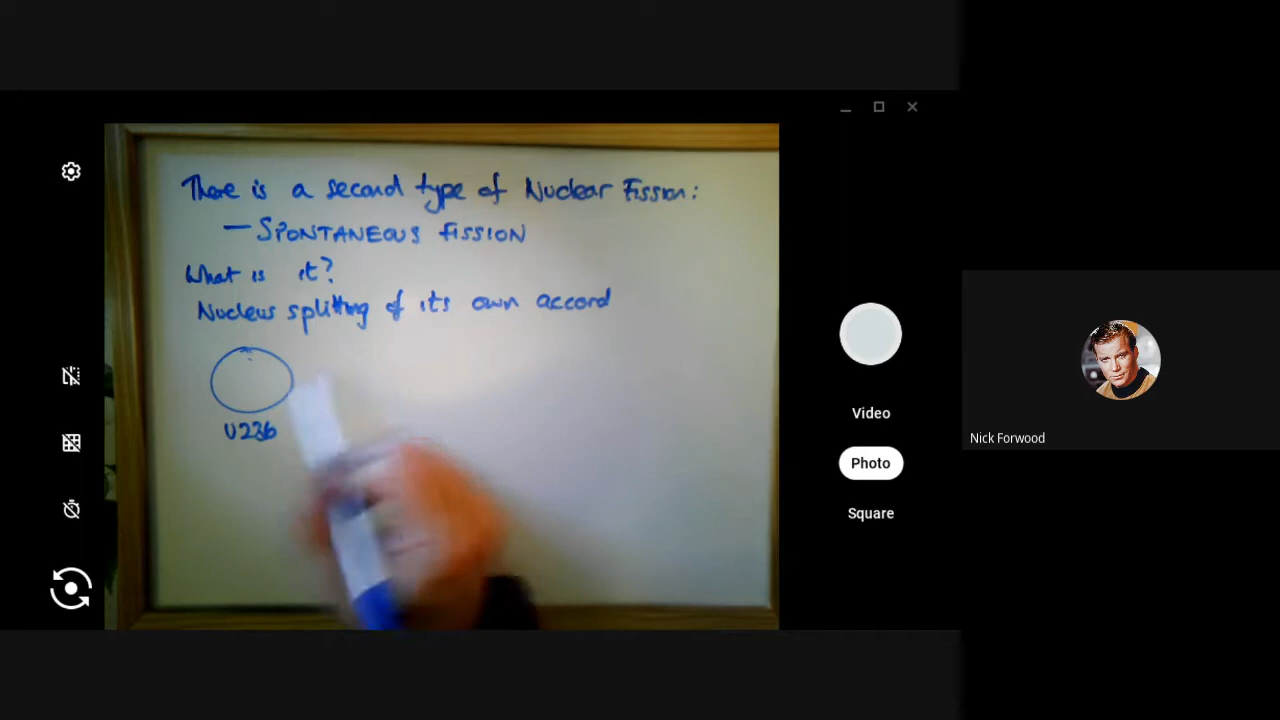 There is a second type of Nuclear Fission:
- SPONTANEOUS FISSION
What is it?
Nucleus splitting of its own accord
U236
Video
Photo
Square
Nick Forwood